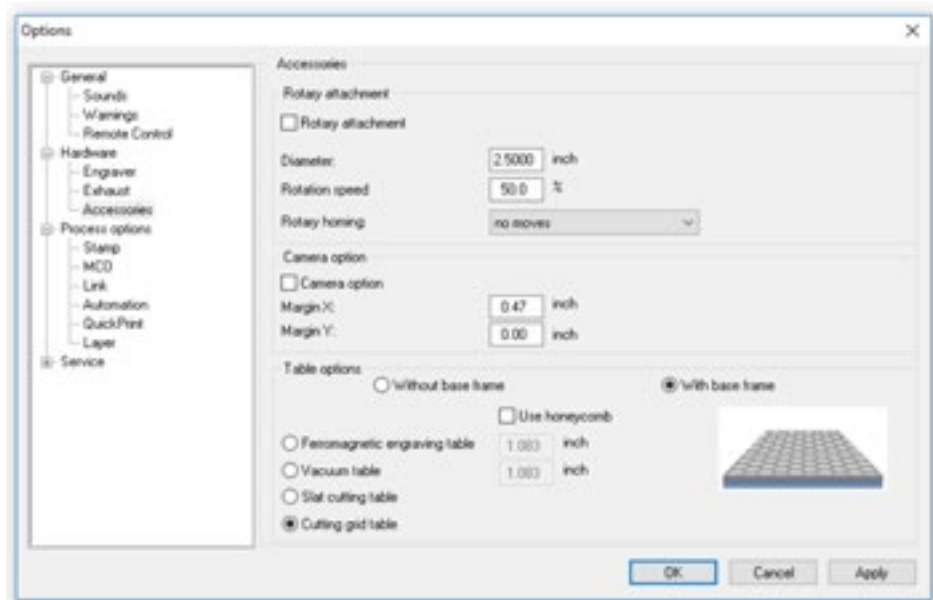 Options
General
Sounds
Warnings
Remote Control
Hardware
Engraver
Exhaust
Accessories
Process options
Stamp
MCO
Link
Automation
QuickPrint
Layer
Service
Accessories
Rotary attachment
Rotary attachment
Diameter: 2.5000 inch
Rotation speed 50.0 %
Rotary homing: no moves
Camera option
Camera option
Margin X: 0.47 inch
Margin Y: 0.00 inch
Table options
Without base frame With base frame
Use honeycomb
Ferromagnetic engraving table 1.083 inch
Vacuum table 1.083 inch
Slat cutting table
Cutting grid table
OK Cancel Apply